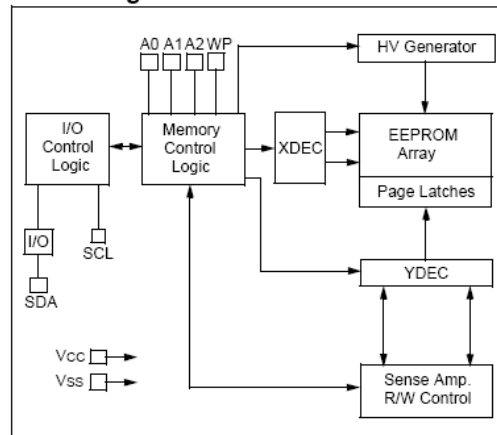 A0 A1 A2 WP
HV Generator
I/O
Control
Logic
Memory
Control
Logic
XDEC
EEPROM
Array
Page Latches
I/O
SCL
SDA
YDEC
Vcc
Vss
Sense Amp.
R/W Control